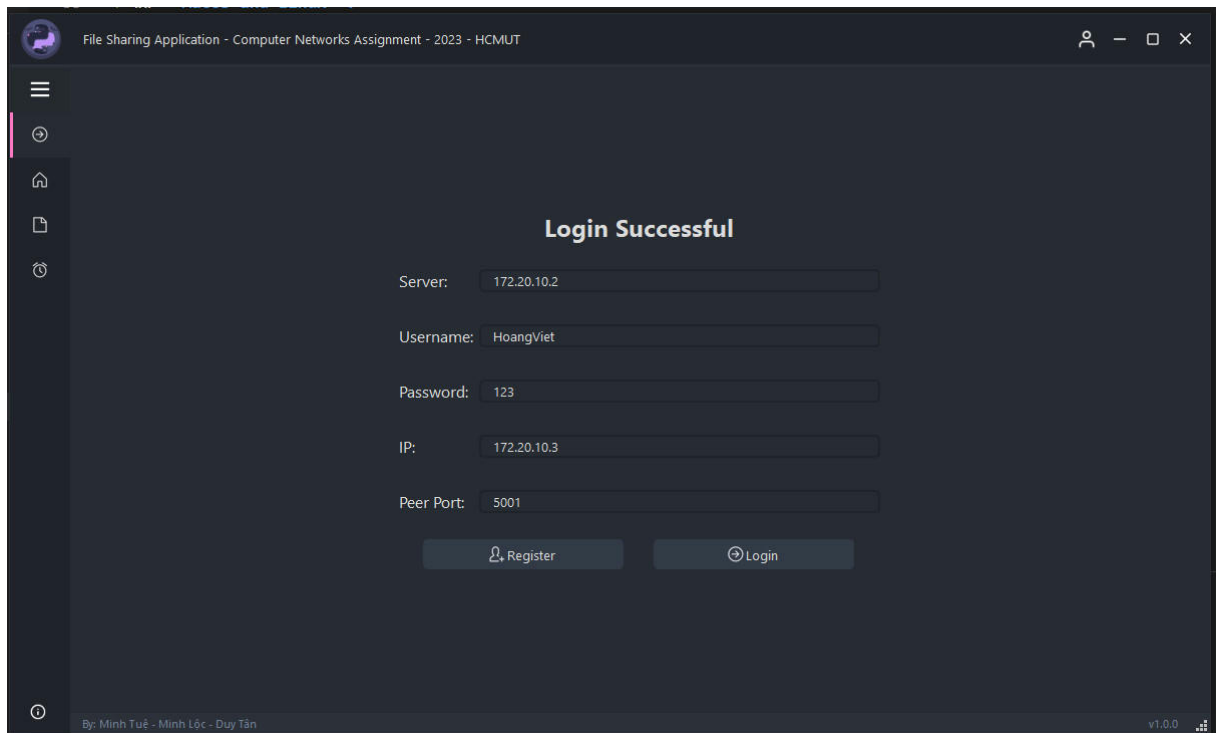 File Sharing Application - Computer Networks Assignment - 2023 - HCMUT
Login Successful
Server: 172.20.10.2
Username: HoangViet
Password: 123
IP: 172.20.10.3
Peer Port: 5001
Register Login
By: Minh Tuệ - Minh Lộc - Duy Tân v1.0.0